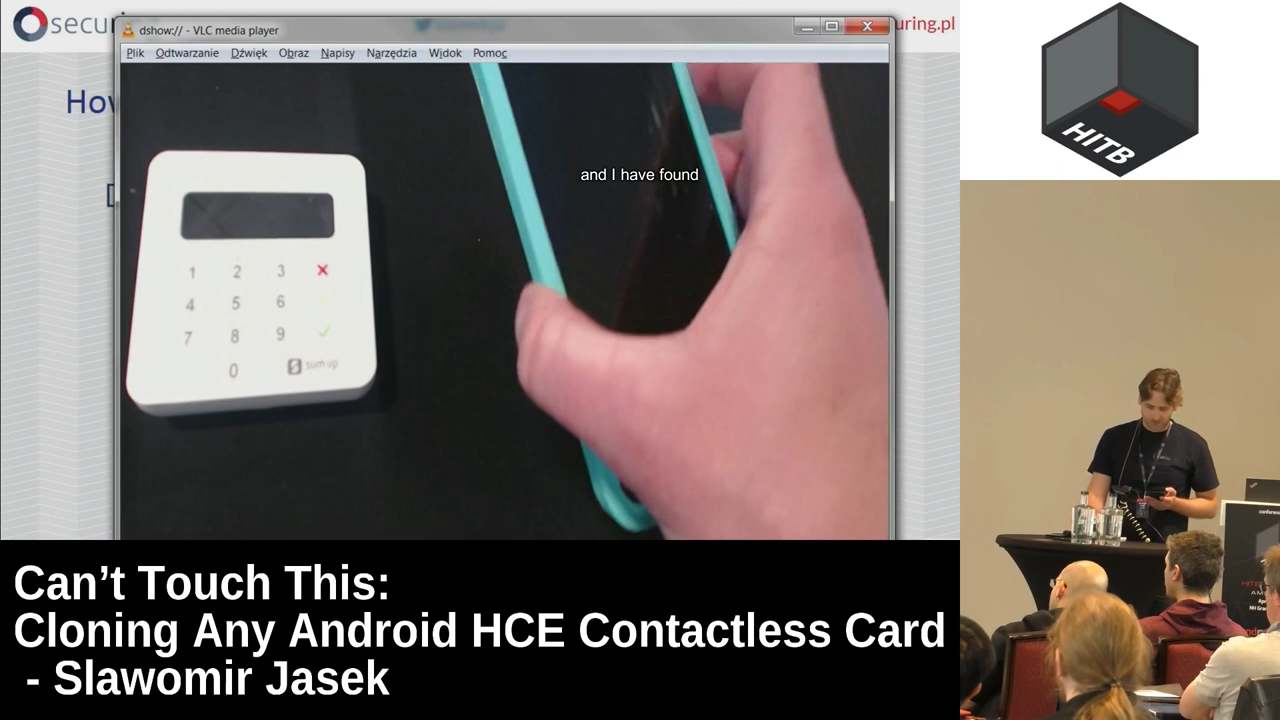 secu
uring.pl
dshow:// - VLC media player
Plik Odtwarzanie Dźwięk Obraz Napisy Narzędzia Widok Pomoc
How
and I have found
1 2 3
4 5 6
7 8 9
0
sum up
HITB
Can’t Touch This:
Cloning Any Android HCE Contactless Card
- Slawomir Jasek